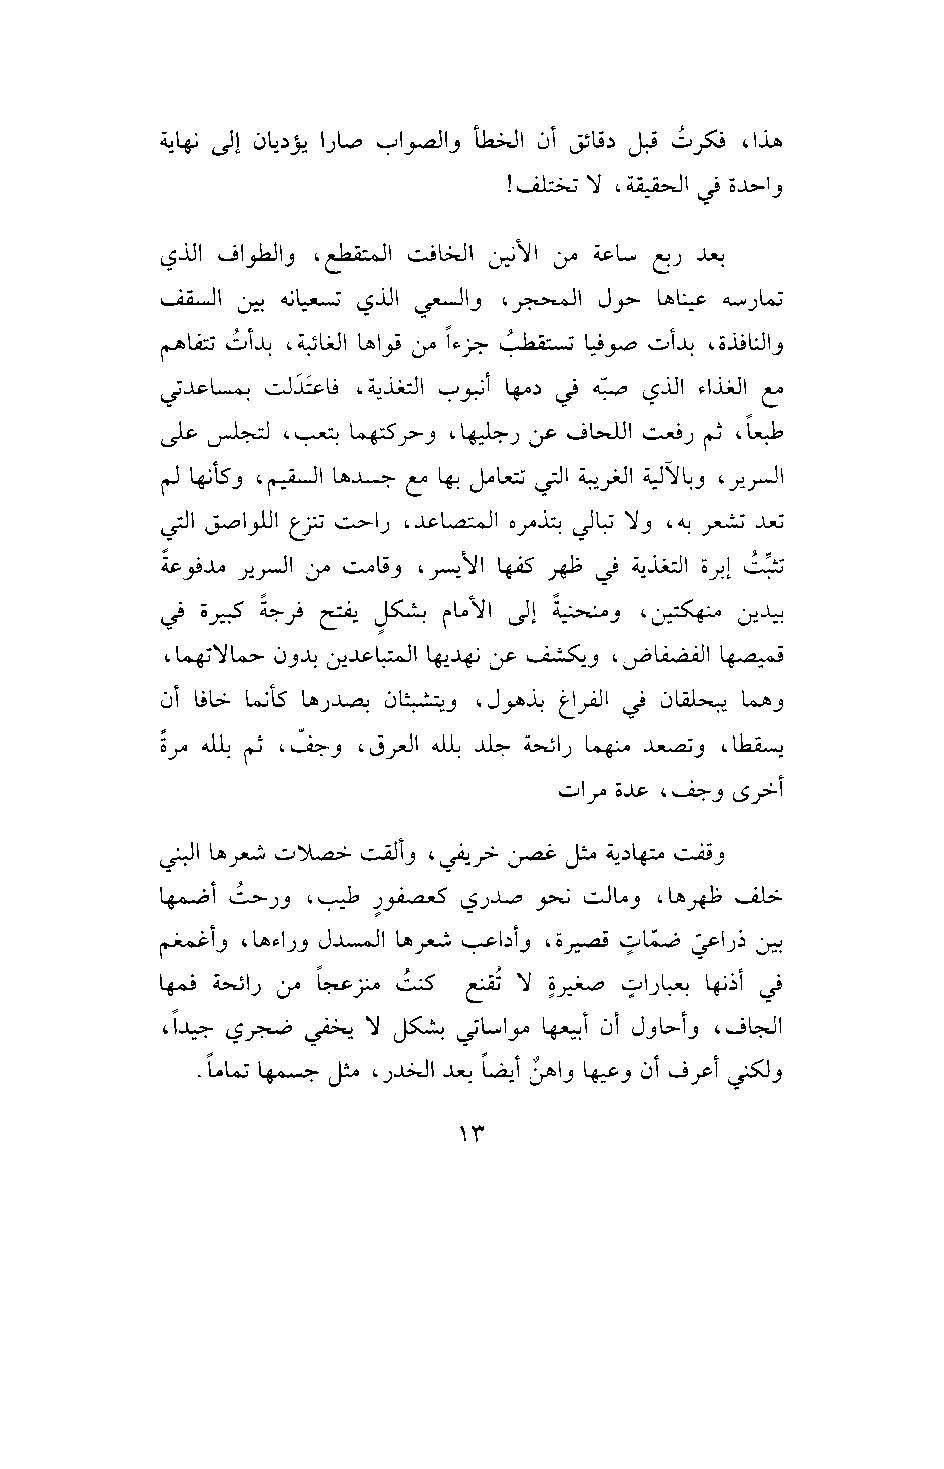 هذا، فكرتُ قبل دقائق أن الخطأ والصواب صارا يؤديان إلى نهاية
واحدة في الحقيقة، لا تختلف!
بعد ربع ساعة من الأنين الخافت المتقطع، والطواف الذي
تمارسه عيناها حول المحجر، والسعي الذي تسعيانه بين السقف
والنافذة، بدأت صوفيا تستقطبُ جزءاً من قواها الغائبة، بدأتُ تتفاهم
مع الغذاء الذي صبّه في دمها أنبوب التغذية، فاعتَدَلت بمساعدتي
طبعاً، ثم رفعت اللحاف عن رجليها، وحركتهما بتعب، لتجلس على
السرير، وبالآلية الغريبة التي تتعامل بها مع جسدها السقيم، وكأنها لم
تعد تشعر به، ولا تبالي بتذمره المتصاعد، راحت تنزع اللواصق التي
تثبِّتُ إبرة التغذية في ظهر كفها الأيسر، وقامت من السرير مدفوعةً
بيدين منهكتين، ومنحنيةً إلى الأمام بشكلٍ يفتح فرجةً كبيرة في
قميصها الفضفاض، ويكشف عن نهديها المتباعدين بدون حمالاتهما،
وهما يبحلقان في الفراغ بذهول، ويتشبثان بصدرها كأنما خافا أن
يسقطا، وتصعد منهما رائحة جلد بلله العرق، وجفّ، ثم بلله مرةً
أخرى وجف، عدة مرات
وقفت متهادية مثل غصن خريفي، وألقت خصلات شعرها البني
خلف ظهرها، ومالت نحو صدري كعصفورٍ طيب، ورحتُ أضمها
بين ذراعيّ ضمّاتٍ قصيرة، وأداعب شعرها المسدل وراءها، وأغمغم
في أذنها بعباراتٍ صغيرةٍ لا تُقنع كنتُ منزعجاً من رائحة فمها
الجاف، وأحاول أن أبيعها مواساتي بشكل لا يخفي ضجري جيداً،
ولكني أعرف أن وعيها واهنٌ أيضاً بعد الخدر، مثل جسمها تماماً.
١٣